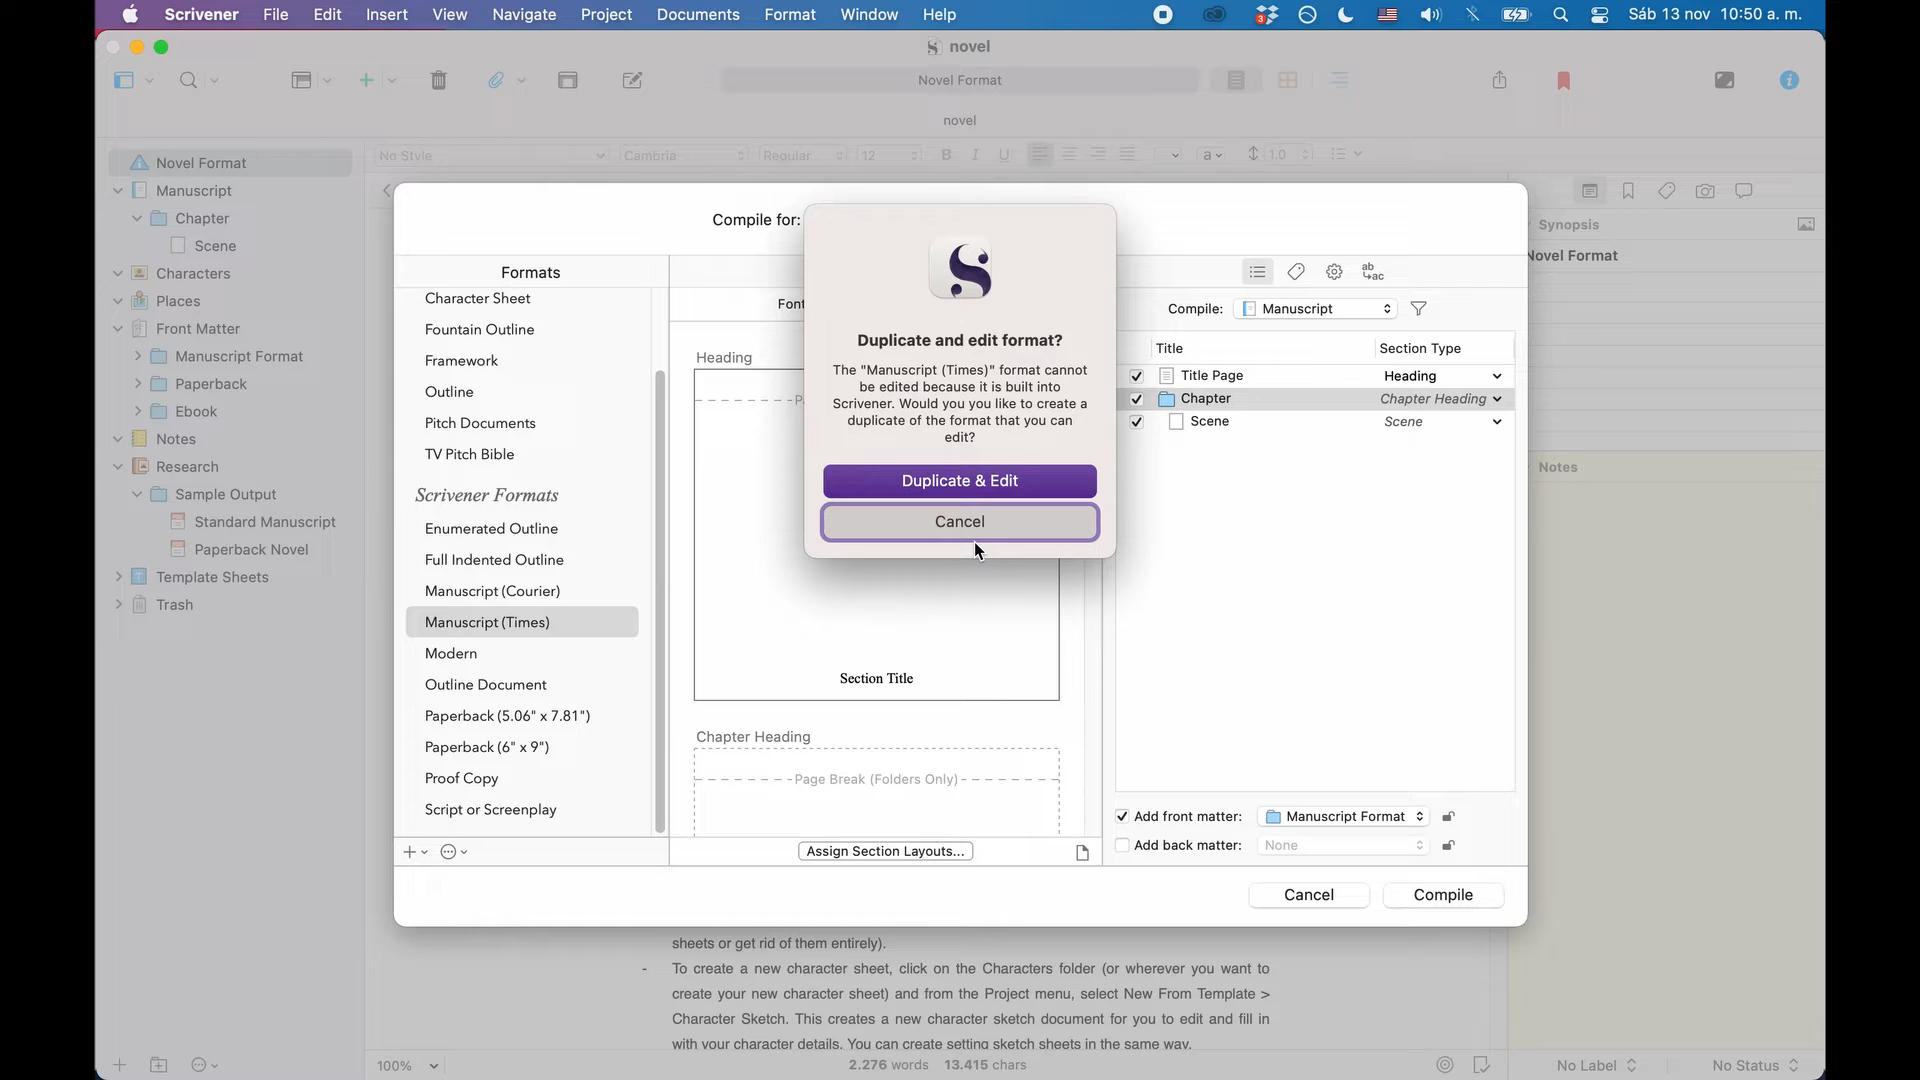 Scrivener File Edit Insert View Navigate Project Documents Format Window Help 3 Sáb 13 nov 10:50 a. m.
novel
Novel Format
novel
No Style Cambria Regular 12 B I U a 1.0
Novel Format
Manuscript
Chapter
Scene
Characters
Places
Front Matter
Manuscript Format
Paperback
Ebook
Notes
Research
Sample Output
Standard Manuscript
Paperback Novel
Template Sheets
Trash
Compile for:
Formats
Character Sheet
Fountain Outline
Framework
Outline
Pitch Documents
TV Pitch Bible
Scrivener Formats
Enumerated Outline
Full Indented Outline
Manuscript (Courier)
Manuscript (Times)
Modern
Outline Document
Paperback (5.06" x 7.81")
Paperback (6" x 9")
Proof Copy
Script or Screenplay
Font
Heading
Section Title
Chapter Heading
Page Break (Folders Only)
Assign Section Layouts...
Duplicate and edit format?
The "Manuscript (Times)" format cannot
be edited because it is built into
Scrivener. Would you you like to create a
duplicate of the format that you can
edit?
Duplicate & Edit
Cancel
ab
ac
Compile: Manuscript
Title Section Type
Title Page Heading
Chapter Chapter Heading
Scene Scene
Add front matter: Manuscript Format
Add back matter: None
Cancel Compile
Synopsis
Novel Format
Notes
sheets or get rid of them entirely).
- To create a new character sheet, click on the Characters folder (or wherever you want to
create your new character sheet) and from the Project menu, select New From Template >
Character Sketch. This creates a new character sketch document for you to edit and fill in
with your character details. You can create setting sketch sheets in the same way.
100% 2.276 words 13.415 chars No Label No Status